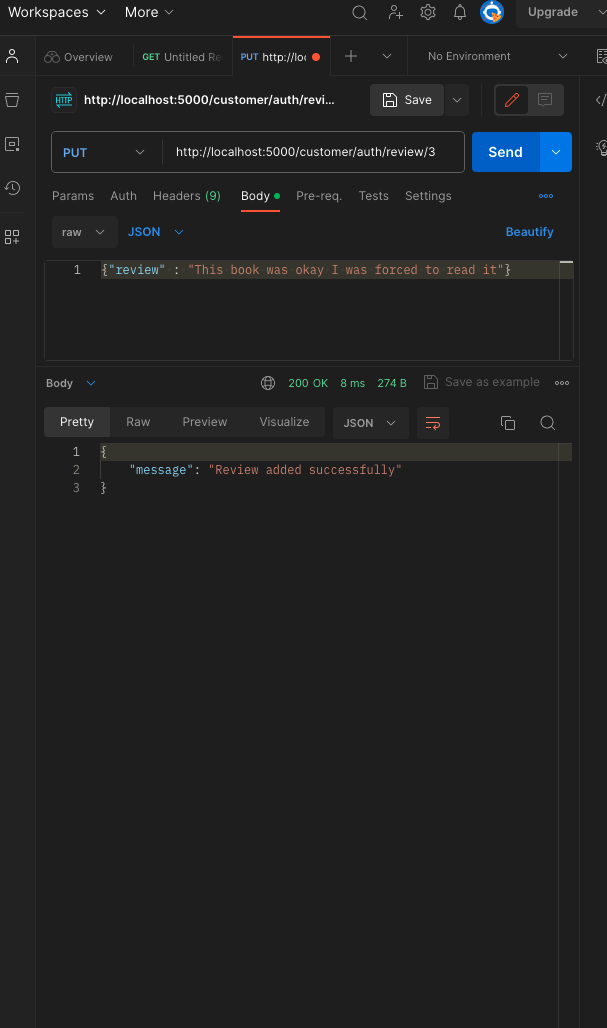 Workspaces More Upgrade
Overview GET Untitled Re PUT http://loc No Environment
HTTP http://localhost:5000/customer/auth/revi... Save
PUT http://localhost:5000/customer/auth/review/3 Send
Params Auth Headers (9) Body Pre-req. Tests Settings
raw JSON Beautify
1 {"review" : "This book was okay I was forced to read it"}
Body 200 OK 8 ms 274 B Save as example
Pretty Raw Preview Visualize JSON
1 {
2 "message": "Review added successfully"
3 }